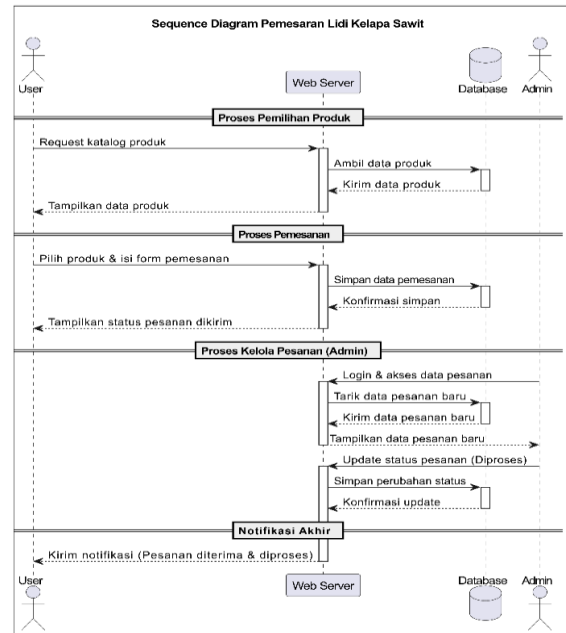 Sequence Diagram Pemesaran Lidi Kelapa Sawit
User
Web Server
Database
Admin
Proses Pemilihan Produk
Request katalog produk
Ambil data produk
Kirim data produk
Tampilkan data produk
Proses Pemesanan
Pilih produk & isi form pemesanan
Simpan data pemesanan
Konfirmasi simpan
Tampilkan status pesanan dikirim
Proses Kelola Pesanan (Admin)
Login & akses data pesanan
Tarik data pesanan baru
Kirim data pesanan baru
Tampilkan data pesanan baru
Update status pesanan (Diproses)
Simpan perubahan status
Konfirmasi update
Notifikasi Akhir
Kirim notifikasi (Pesanan diterima & diproses)
User
Web Server
Database
Admin